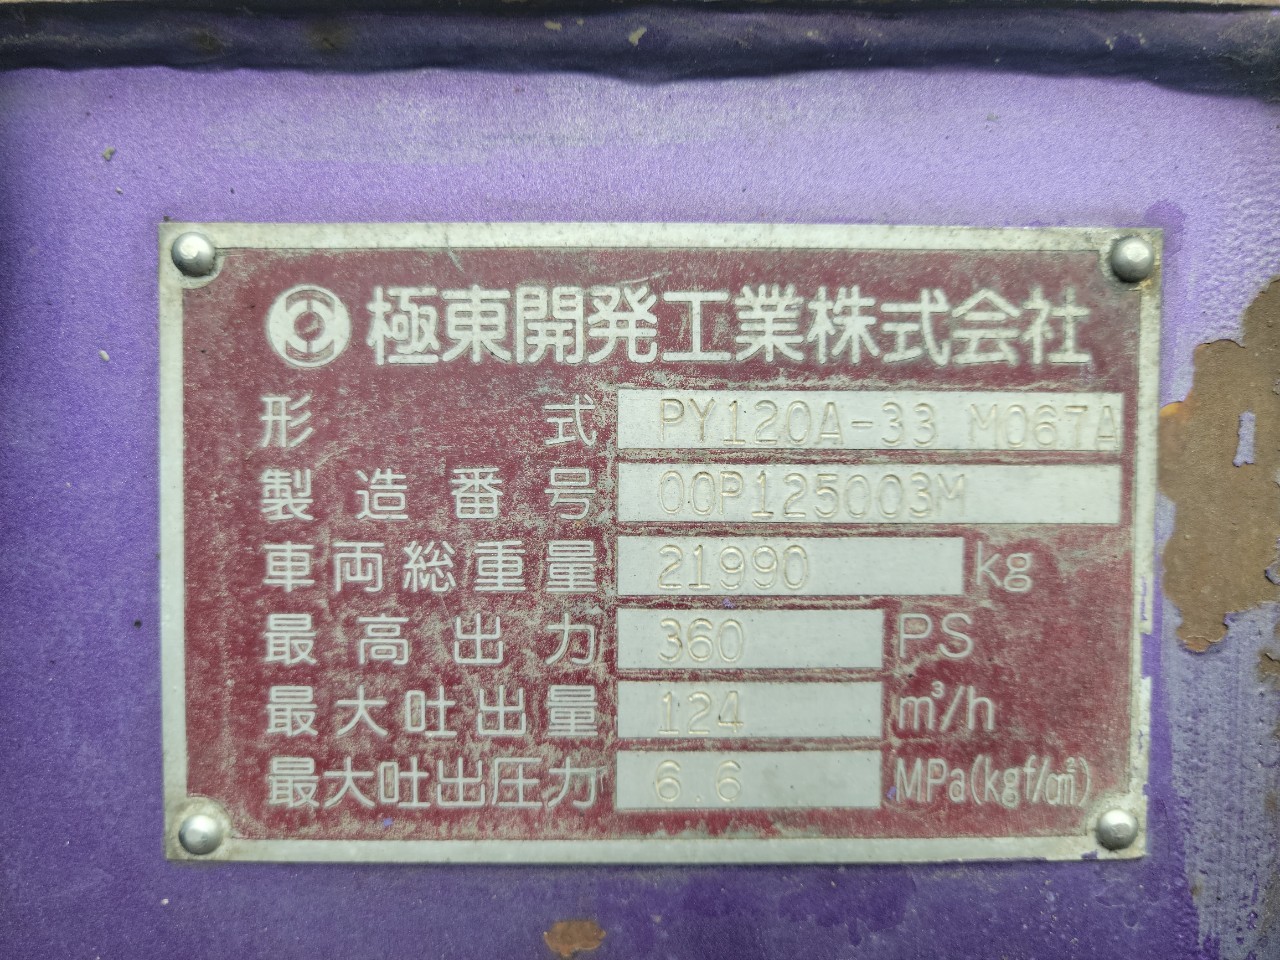 極東開発工業株式会社
形式 PY120A-33 M067A
製造番号 00P125003M
車両総重量 21990 kg
最高出力 360 PS
最大吐出量 124 m³/h
最大吐出圧力 6.6 MPa(kgf/cm²)